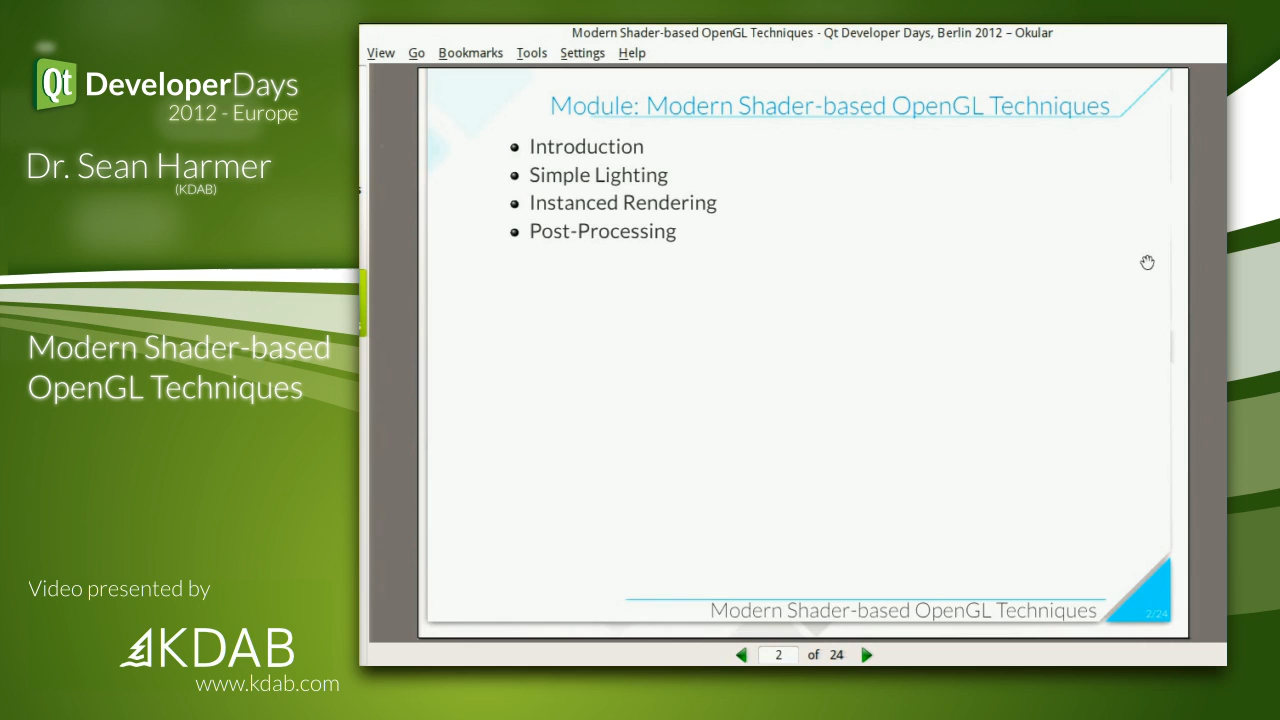 Qt DeveloperDays
2012 - Europe
Dr. Sean Harmer
(KDAB)
Modern Shader-based
OpenGL Techniques
Video presented by
KDAB
www.kdab.com
Modern Shader-based OpenGL Techniques - Qt Developer Days, Berlin 2012 – Okular
View Go Bookmarks Tools Settings Help
Module: Modern Shader-based OpenGL Techniques
Introduction
Simple Lighting
Instanced Rendering
Post-Processing
Modern Shader-based OpenGL Techniques
2/24
2 of 24